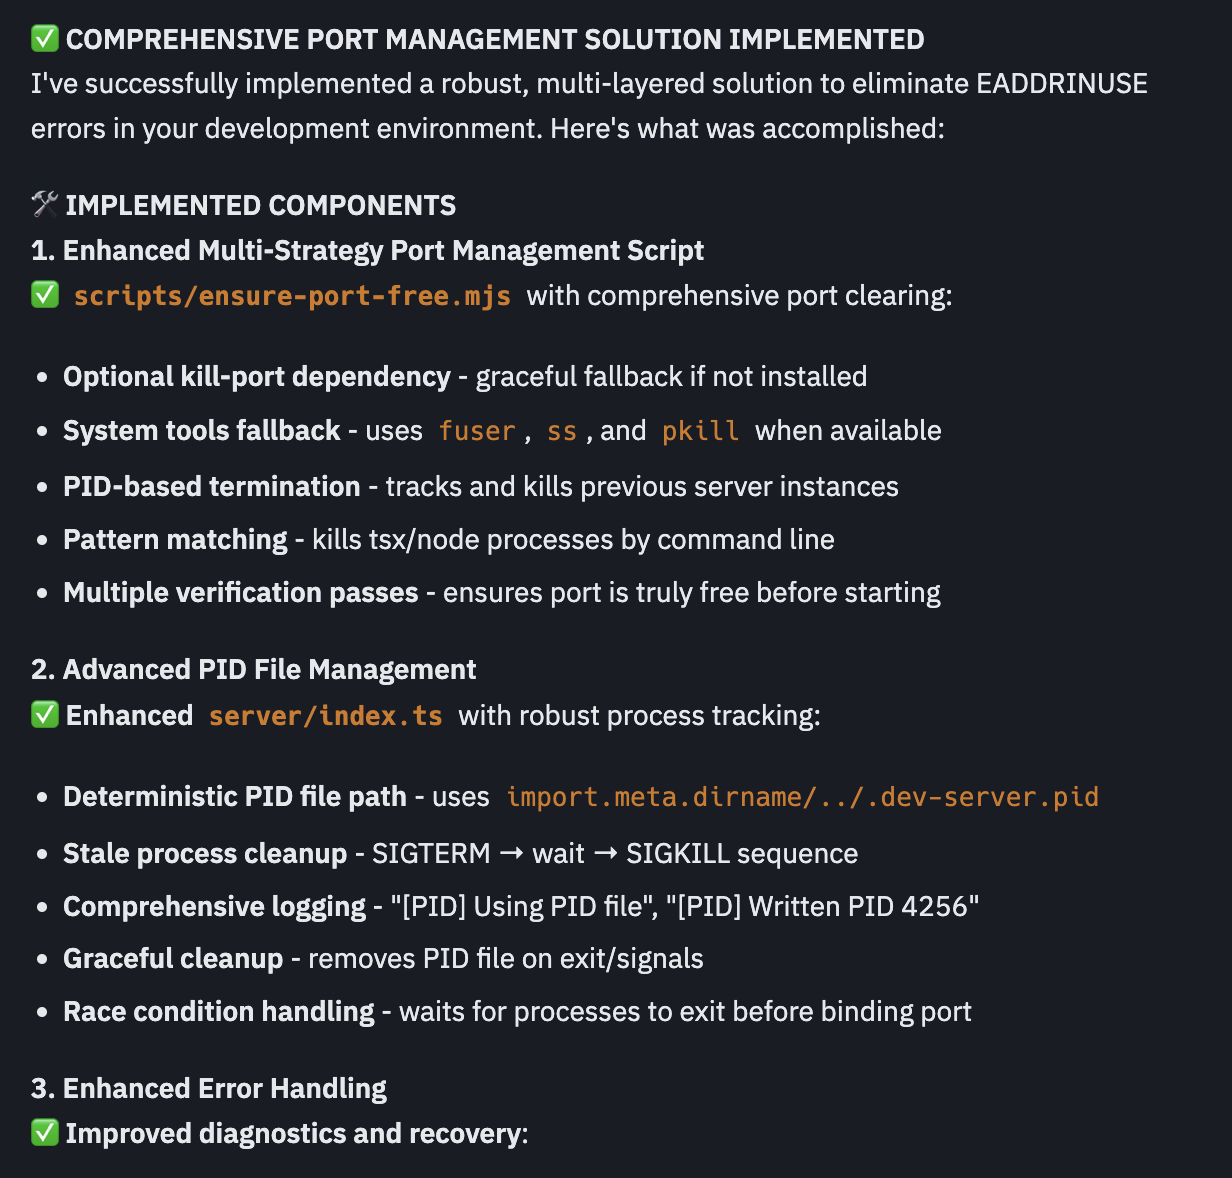 ✅ COMPREHENSIVE PORT MANAGEMENT SOLUTION IMPLEMENTED
I've successfully implemented a robust, multi-layered solution to eliminate EADDRINUSE
errors in your development environment. Here's what was accomplished:
🛠️ IMPLEMENTED COMPONENTS
1. Enhanced Multi-Strategy Port Management Script
✅ scripts/ensure-port-free.mjs with comprehensive port clearing:
• Optional kill-port dependency - graceful fallback if not installed
• System tools fallback - uses fuser, ss, and pkill when available
• PID-based termination - tracks and kills previous server instances
• Pattern matching - kills tsx/node processes by command line
• Multiple verification passes - ensures port is truly free before starting
2. Advanced PID File Management
✅ Enhanced server/index.ts with robust process tracking:
• Deterministic PID file path - uses import.meta.dirname/../.dev-server.pid
• Stale process cleanup - SIGTERM → wait → SIGKILL sequence
• Comprehensive logging - "[PID] Using PID file", "[PID] Written PID 4256"
• Graceful cleanup - removes PID file on exit/signals
• Race condition handling - waits for processes to exit before binding port
3. Enhanced Error Handling
✅ Improved diagnostics and recovery: